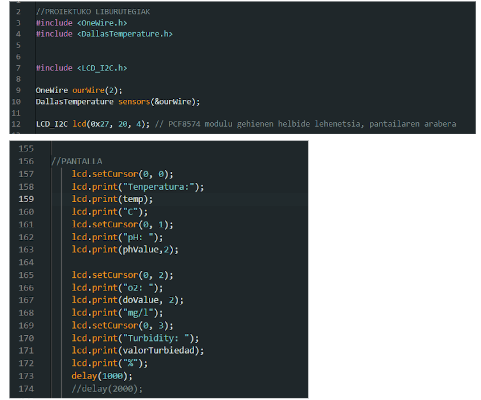 2 //PROIEKTUKO LIBURUTEGIAK
3 #include <OneWire.h>
4 #include <DallasTemperature.h>
5
6
7 #include <LCD_I2C.h>
8
9 OneWire ourWire(2);
10 DallasTemperature sensors(&ourWire);
11
12 LCD_I2C lcd(0x27, 20, 4); // PCF8574 modulu gehienen helbide lehenetsia, pantailaren arabera
155
156 //PANTALLA
157 lcd.setCursor(0, 0);
158 lcd.print("Tenperatura:");
159 lcd.print(temp);
160 lcd.print("C");
161 lcd.setCursor(0, 1);
162 lcd.print("pH: ");
163 lcd.print(phValue,2);
164
165 lcd.setCursor(0, 2);
166 lcd.print("o2: ");
167 lcd.print(doValue, 2);
168 lcd.print("mg/l");
169 lcd.setCursor(0, 3);
170 lcd.print("Turbidity: ");
171 lcd.print(valorTurbiedad);
172 lcd.print("%");
173 delay(1000);
174 //delay(2000);